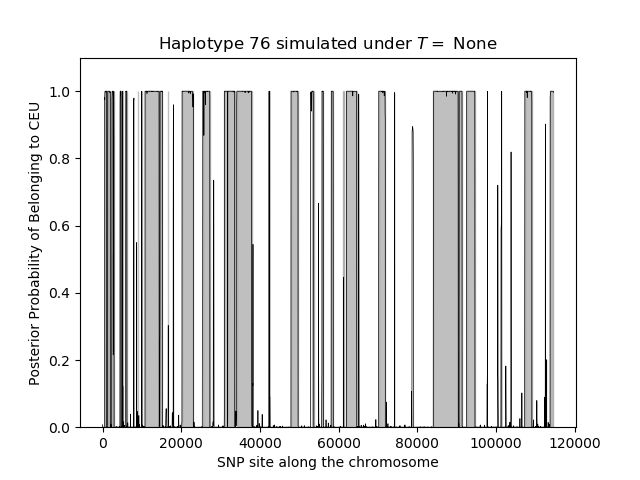 Haplotype 76 simulated under T = None
Posterior Probability of Belonging to CEU
1.0
0.8
0.6
0.4
0.2
0.0
0 20000 40000 60000 80000 100000 120000
SNP site along the chromosome